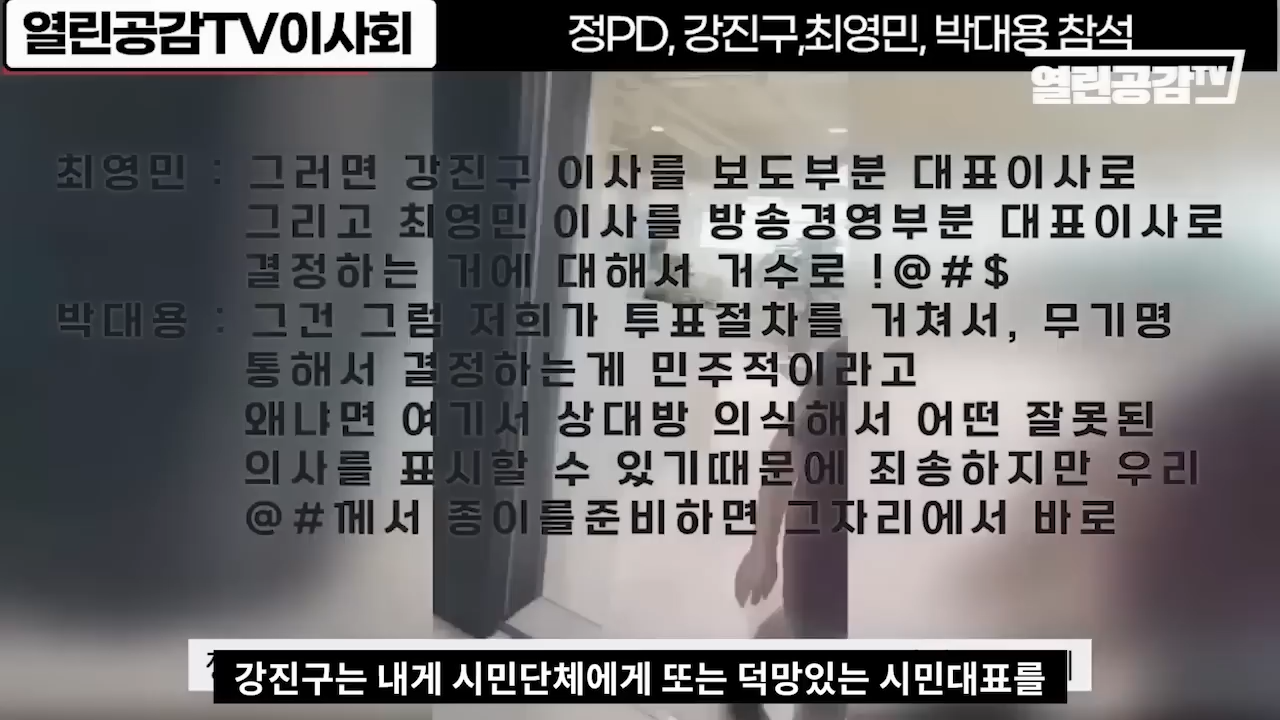 열린공감TV이사회
정PD, 강진구,최영민, 박대용 참석
열린공감TV
최영민 : 그러면 강진구 이사를 보도부분 대표이사로
그리고 최영민 이사를 방송경영부분 대표이사로
결정하는 거에 대해서 거수로 !@#$
박대용 : 그건 그럼 저희가 투표절차를 거쳐서, 무기명
통해서 결정하는게 민주적이라고
왜냐면 여기서 상대방 의식해서 어떤 잘못된
의사를 표시할 수 있기때문에 죄송하지만 우리
@#께서 종이를준비하면 그자리에서 바로
강진구는 내게 시민단체에게 또는 덕망있는 시민대표를